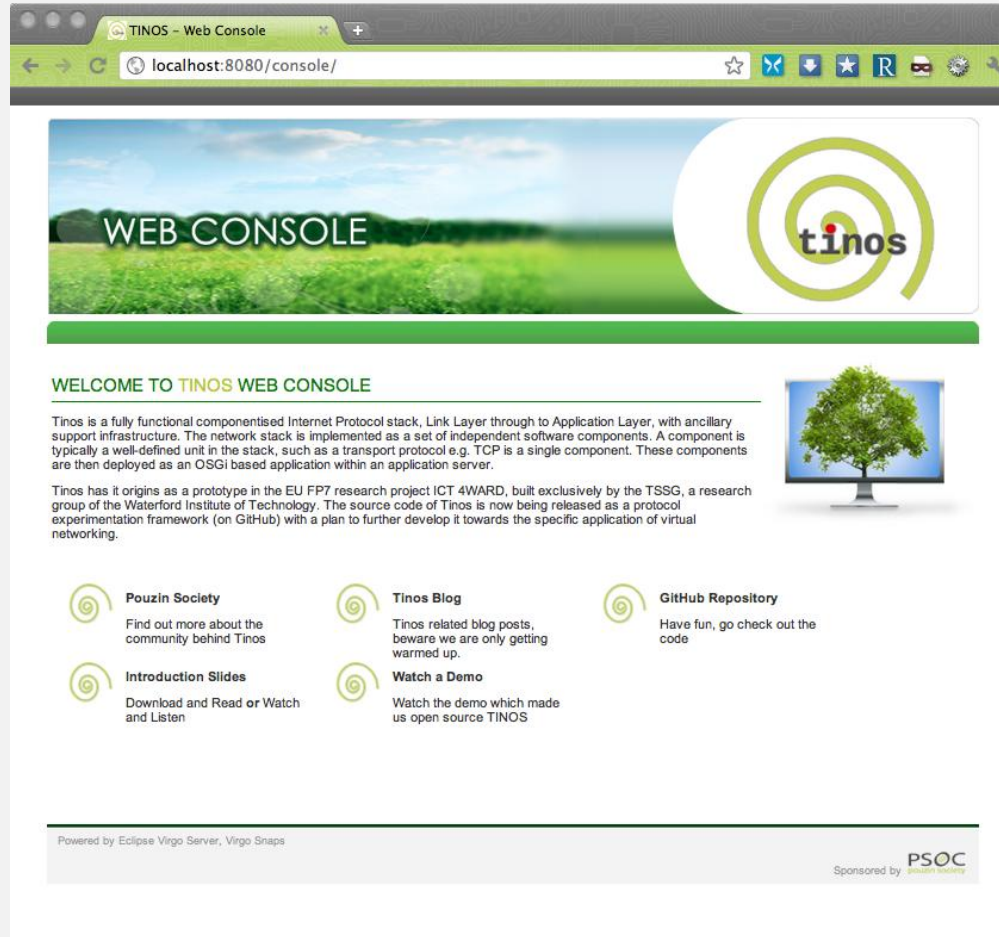 TINOS – Web Console
localhost:8080/console/
R
WEB CONSOLE
tinos
WELCOME TO TINOS WEB CONSOLE
Tinos is a fully functional componentised Internet Protocol stack, Link Layer through to Application Layer, with ancillary
support infrastructure. The network stack is implemented as a set of independent software components. A component is
typically a well-defined unit in the stack, such as a transport protocol e.g. TCP is a single component. These components
are then deployed as an OSGi based application within an application server.
Tinos has it origins as a prototype in the EU FP7 research project ICT 4WARD, built exclusively by the TSSG, a research
group of the Waterford Institute of Technology. The source code of Tinos is now being released as a protocol
experimentation framework (on GitHub) with a plan to further develop it towards the specific application of virtual
networking.
Pouzin Society
Find out more about the
community behind Tinos
Tinos Blog
Tinos related blog posts,
beware we are only getting
warmed up.
GitHub Repository
Have fun, go check out the
code
Introduction Slides
Download and Read or Watch
and Listen
Watch a Demo
Watch the demo which made
us open source TINOS
Powered by Eclipse Virgo Server, Virgo Snaps
Sponsored by PSOC
pouzin society